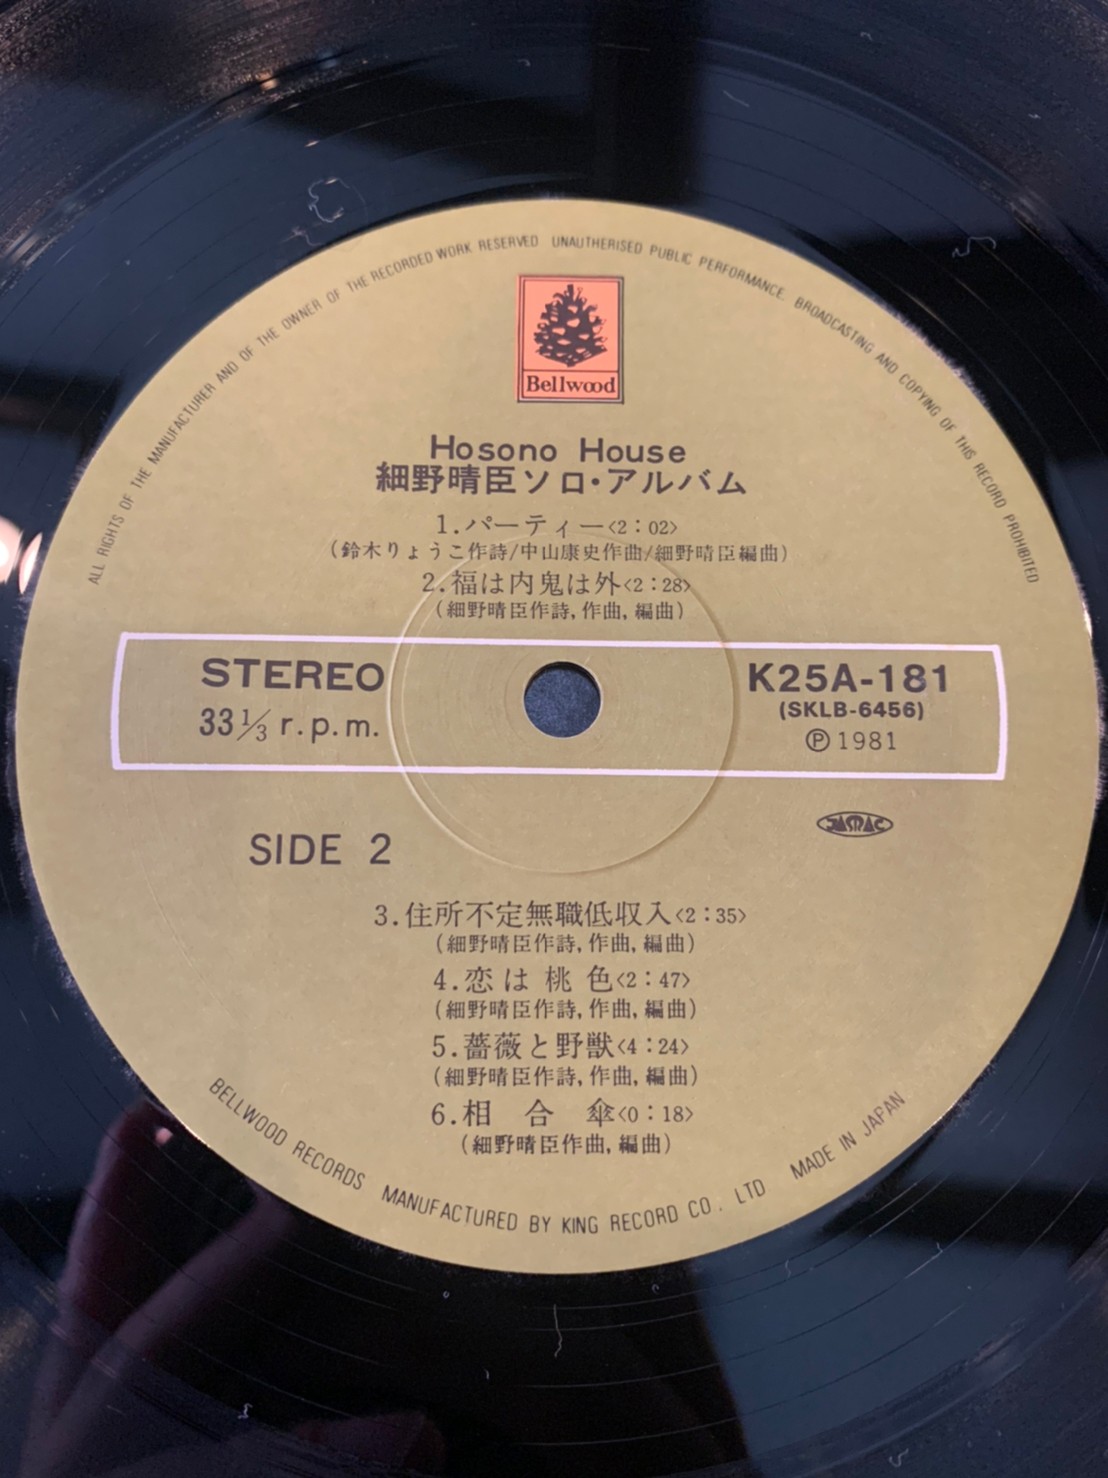 ALL RIGHTS OF THE MANUFACTURER AND OF THE OWNER OF THE RECORDED WORK RESERVED UNAUTHERISED PUBLIC PERFORMANCE, BROADCASTING AND COPYING OF THIS RECORD PROHIBITED
Bellwood
Hosono House
細野晴臣ソロ・アルバム
1.パーティー<2:02>
(鈴木りょうこ作詩/中山康史作曲/細野晴臣編曲)
2.福は内鬼は外<2:28>
(細野晴臣作詩,作曲,編曲)
STEREO
33 1/3 r.p.m.
K25A-181
(SKLB-6456)
Ⓟ1981
JASRAC
SIDE 2
3.住所不定無職低収入<2:35>
(細野晴臣作詩,作曲,編曲)
4.恋は桃色<2:47>
(細野晴臣作詩,作曲,編曲)
5.薔薇と野獣<4:24>
(細野晴臣作詩,作曲,編曲)
6.相合傘<0:18>
(細野晴臣作曲,編曲)
BELLWOOD RECORDS MANUFACTURED BY KING RECORD CO., LTD MADE IN JAPAN